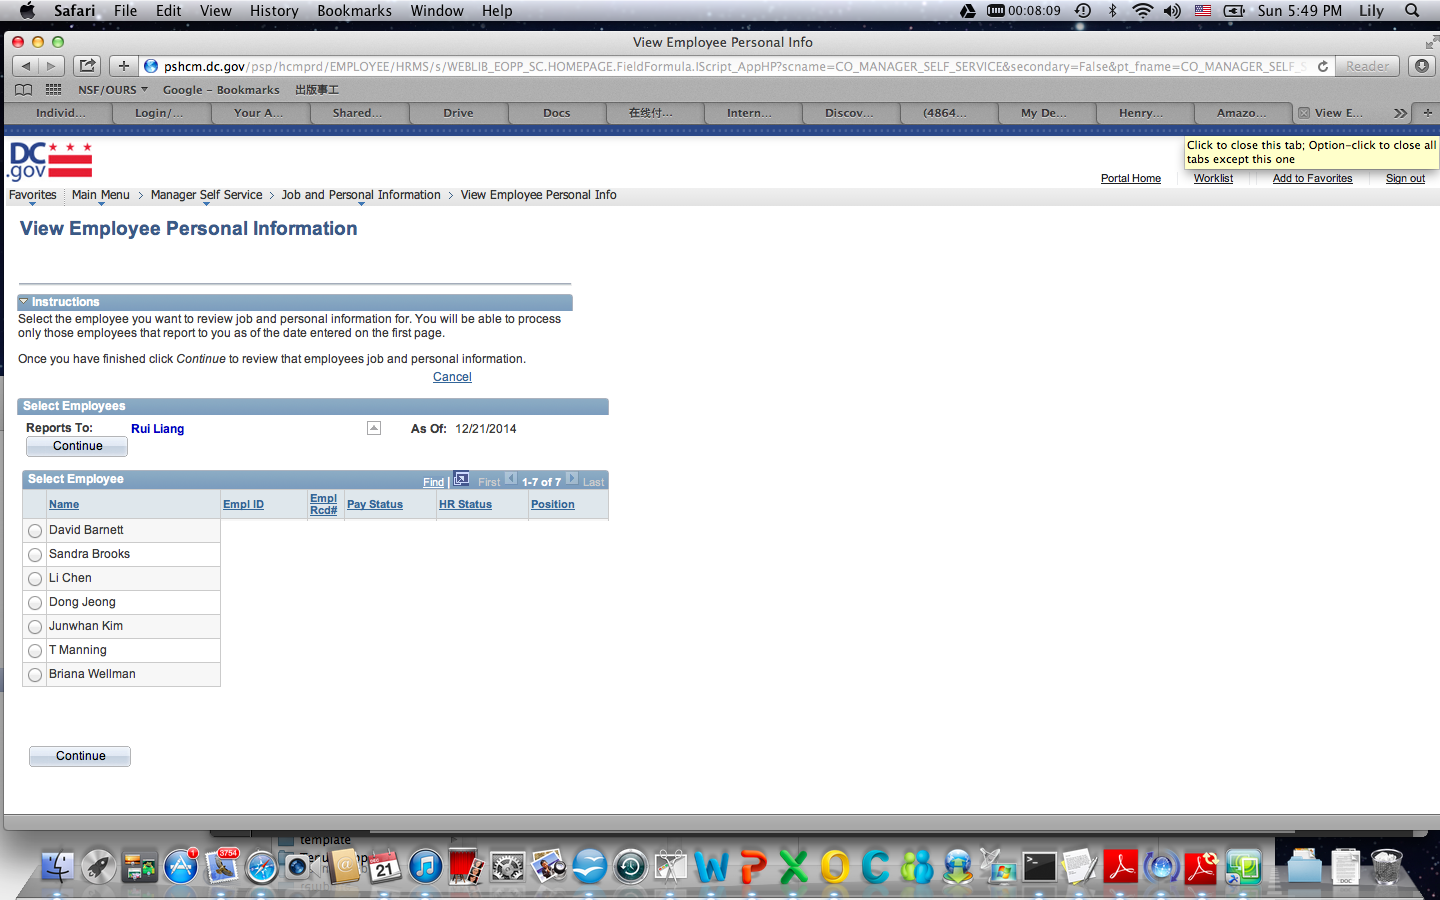 Safari File Edit View History Bookmarks Window Help 00:08:09 Sun 5:49 PM Lily
View Employee Personal Info
pshcm.dc.gov/psp/hcmprd/EMPLOYEE/HRMS/s/WEBLIB_EOPP_SC.HOMEPAGE.FieldFormula.IScript_AppHP?scname=CO_MANAGER_SELF_SERVICE&secondary=False&pt_fname=CO_MANAGER_SELF_S Reader
NSF/OURS Google - Bookmarks 出版事工
Individ... Login/... Your A... Shared... Drive Docs 在线付... Intern... Discov... (4864... My De... Henry... Amazo... View E...
Click to close this tab; Option-click to close all
tabs except this one
DC
.gov
Portal Home Worklist Add to Favorites Sign out
Favorites Main Menu > Manager Self Service > Job and Personal Information > View Employee Personal Info
View Employee Personal Information
Instructions
Select the employee you want to review job and personal information for. You will be able to process
only those employees that report to you as of the date entered on the first page.
Once you have finished click Continue to review that employees job and personal information.
Cancel
Select Employees
Reports To: Rui Liang As Of: 12/21/2014
Continue
Select Employee Find | First 1-7 of 7 Last
Name Empl ID Empl Rcd# Pay Status HR Status Position
David Barnett
Sandra Brooks
Li Chen
Dong Jeong
Junwhan Kim
T Manning
Briana Wellman
Continue
template
1 3754 21 DOC